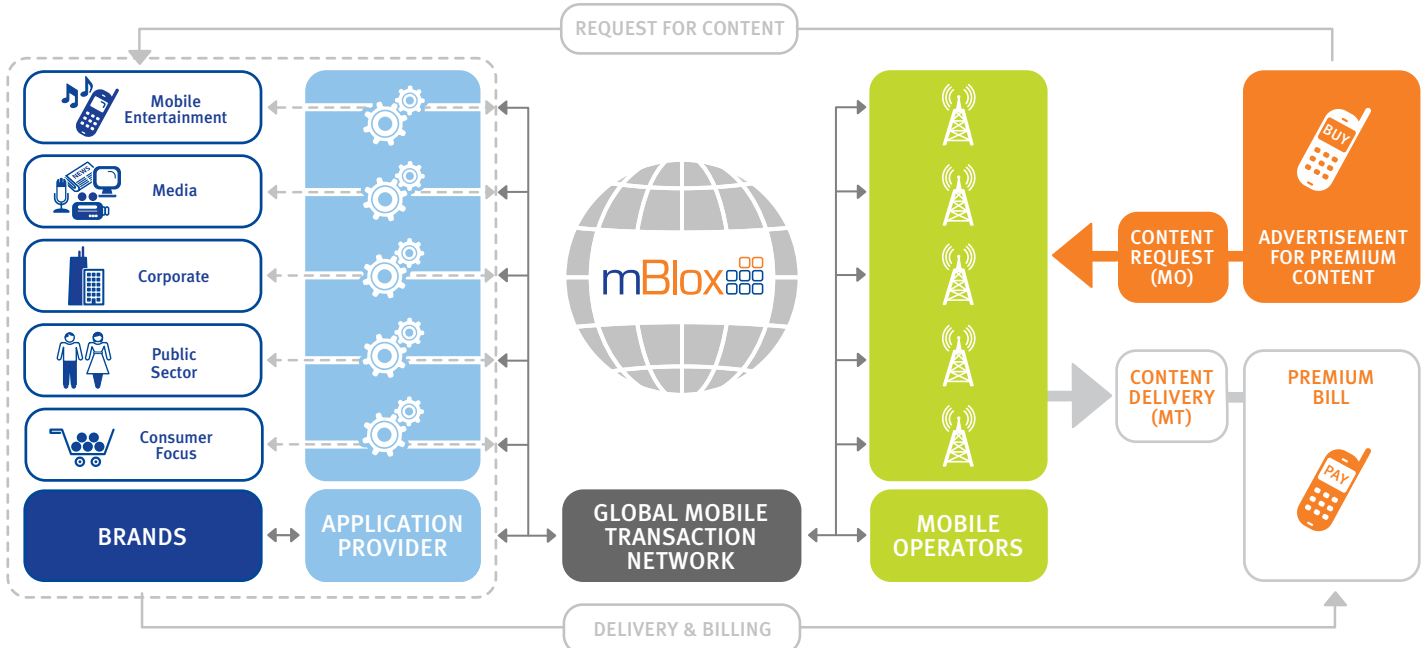 REQUEST FOR CONTENT
Mobile
Entertainment
NEWS
Media
Corporate
Public
Sector
Consumer
Focus
BRANDS
APPLICATION
PROVIDER
mBlox
GLOBAL MOBILE
TRANSACTION
NETWORK
MOBILE
OPERATORS
CONTENT
REQUEST
(MO)
BUY
ADVERTISEMENT
FOR PREMIUM
CONTENT
CONTENT
DELIVERY
(MT)
PREMIUM
BILL
PAY
DELIVERY & BILLING